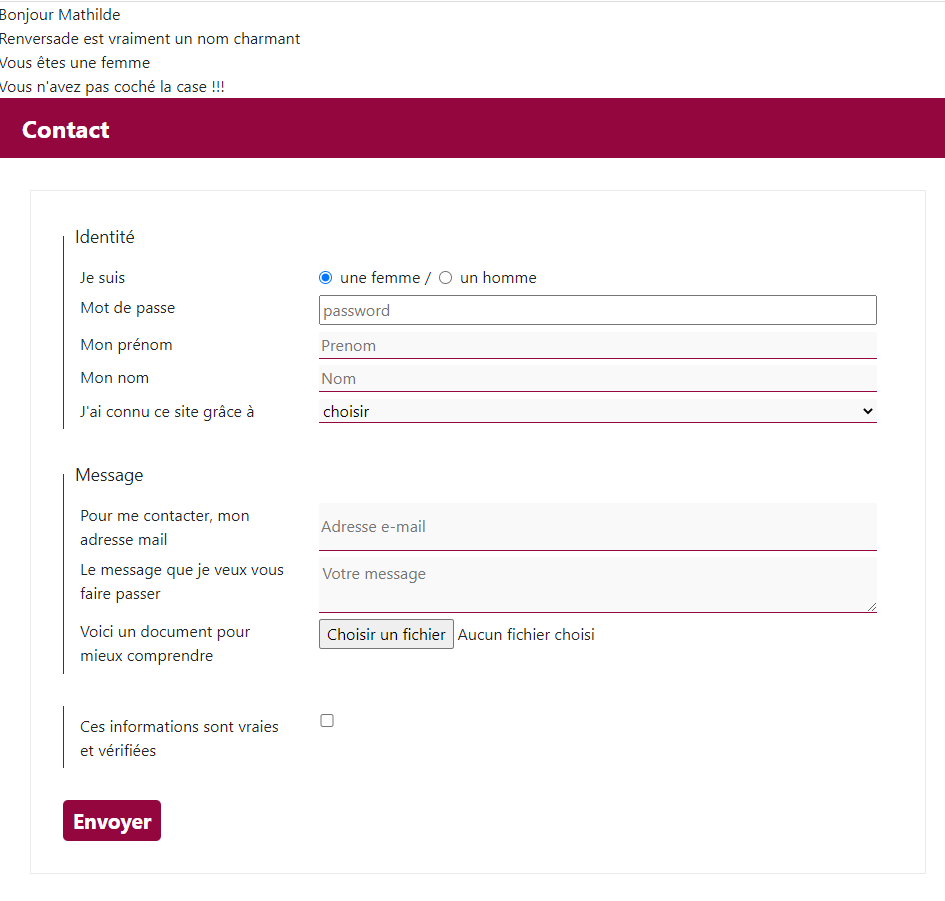 Bonjour Mathilde
Renversade est vraiment un nom charmant
Vous êtes une femme
Vous n'avez pas coché la case !!!
Contact
Identité
Je suis une femme / un homme
Mot de passe password
Mon prénom Prenom
Mon nom Nom
J'ai connu ce site grâce à choisir
Message
Pour me contacter, mon
adresse mail
Adresse e-mail
Le message que je veux vous
faire passer
Votre message
Voici un document pour
mieux comprendre
Choisir un fichier Aucun fichier choisi
Ces informations sont vraies
et vérifiées
Envoyer